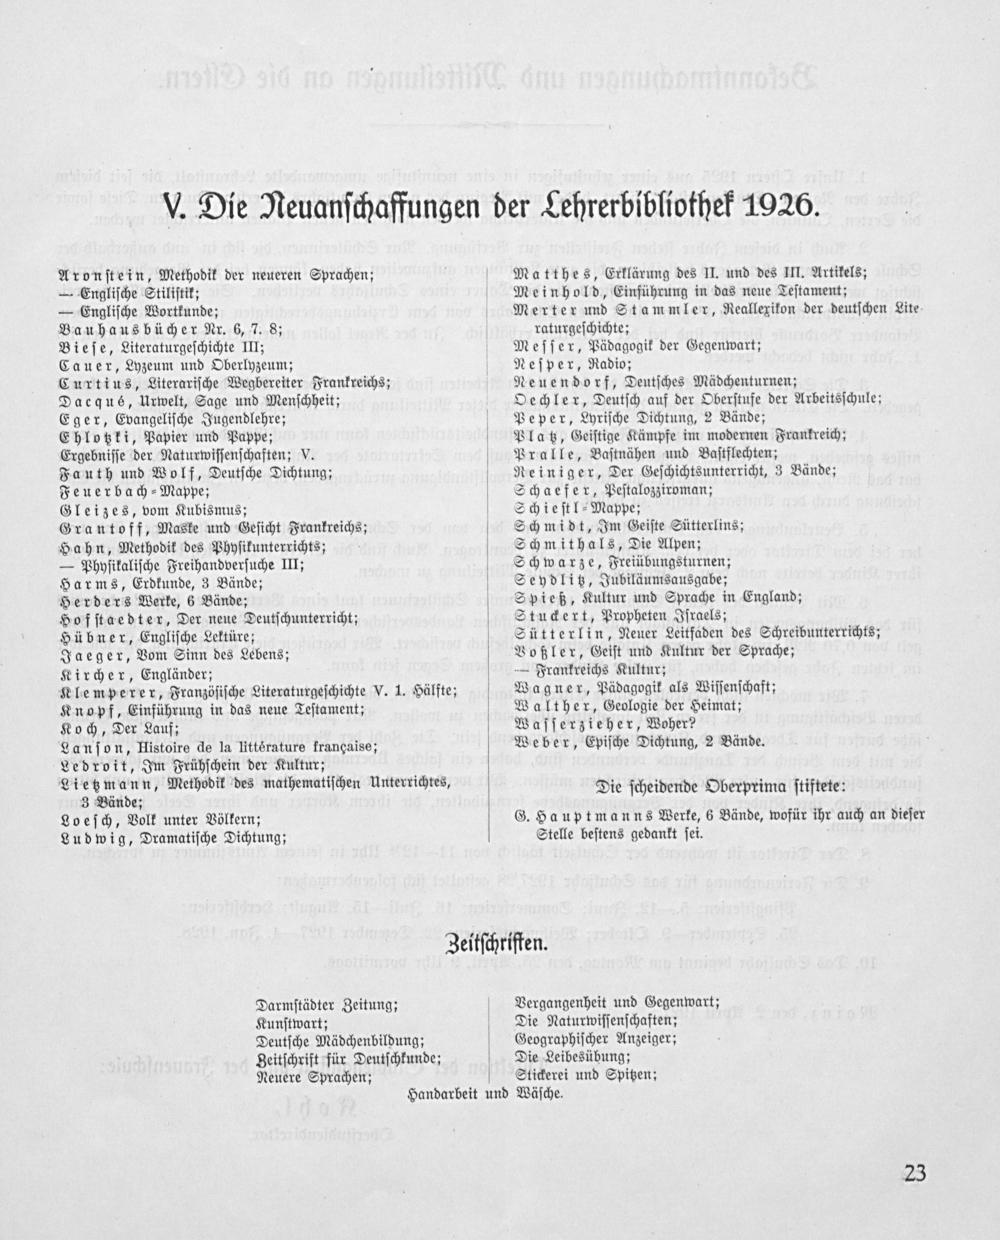 V. Die Neuanschaffungen der Lehrerbibliothek 1926.
Aronstein, Methodik der neueren Sprachen;
— Englische Stilistik;
— Englische Wortkunde;
Bauhausbücher Nr. 6, 7. 8;
Biese, Literaturgeschichte III;
Cauer, Lyzeum und Oberlyzeum;
Curtius, Literarische Wegbereiter Frankreichs;
Dacqué, Urwelt, Sage und Menschheit;
Eger, Evangelische Jugendlehre;
Ehlotzki, Papier und Pappe;
Ergebnisse der Naturwissenschaften; V.
Fauth und Wolf, Deutsche Dichtung;
Feuerbach-Mappe;
Gleizes, vom Kubismus;
Grantoff, Maske und Gesicht Frankreichs;
Hahn, Methodik des Physikunterrichts;
— Physikalische Freihandversuche III;
Harms, Erdkunde, 3 Bände;
Herders Werke, 6 Bände;
Hofstaedter, Der neue Deutschunterricht;
Hübner, Englische Lektüre;
Jaeger, Vom Sinn des Lebens;
Kircher, Engländer;
Klemperer, Französische Literaturgeschichte V. 1. Hälfte;
Knopf, Einführung in das neue Testament;
Koch, Der Lauf;
Lanson, Histoire de la littérature française;
Ledroit, Im Frühschein der Kultur;
Lietzmann, Methodik des mathematischen Unterrichtes,
3 Bände;
Loesch, Volk unter Völkern;
Ludwig, Dramatische Dichtung;
Matthes, Erklärung des II. und des III. Artikels;
Meinhold, Einführung in das neue Testament;
Merker und Stammler, Reallexikon der deutschen Lite-
raturgeschichte;
Messer, Pädagogik der Gegenwart;
Nesper, Radio;
Neuendorf, Deutsches Mädchenturnen;
Oechler, Deutsch auf der Oberstufe der Arbeitsschule;
Peper, Lyrische Dichtung, 2 Bände;
Platz, Geistige Kämpfe im modernen Frankreich;
Pralle, Bastnähen und Bastflechten;
Reiniger, Der Geschichtsunterricht, 3 Bände;
Schaefer, Pestalozziroman;
Schiestl-Mappe;
Schmidt, Im Geiste Sütterlins;
Schmithals, Die Alpen;
Schwarze, Freiübungsturnen;
Seydlitz, Jubiläumsausgabe;
Spieß, Kultur und Sprache in England;
Stuckert, Propheten Israels;
Sütterlin, Neuer Leitfaden des Schreibunterrichts;
Voßler, Geist und Kultur der Sprache;
— Frankreichs Kultur;
Wagner, Pädagogik als Wissenschaft;
Walther, Geologie der Heimat;
Wasserzieher, Woher?
Weber, Epische Dichtung, 2 Bände.
Die scheidende Oberprima stiftete:
G. Hauptmanns Werke, 6 Bände, wofür ihr auch an dieser
Stelle bestens gedankt sei.
Zeitschriften.
Darmstädter Zeitung;
Kunstwart;
Deutsche Mädchenbildung;
Zeitschrift für Deutschkunde;
Neuere Sprachen;
Vergangenheit und Gegenwart;
Die Naturwissenschaften;
Geographischer Anzeiger;
Die Leibesübung;
Stickerei und Spitzen;
Handarbeit und Wäsche.
23